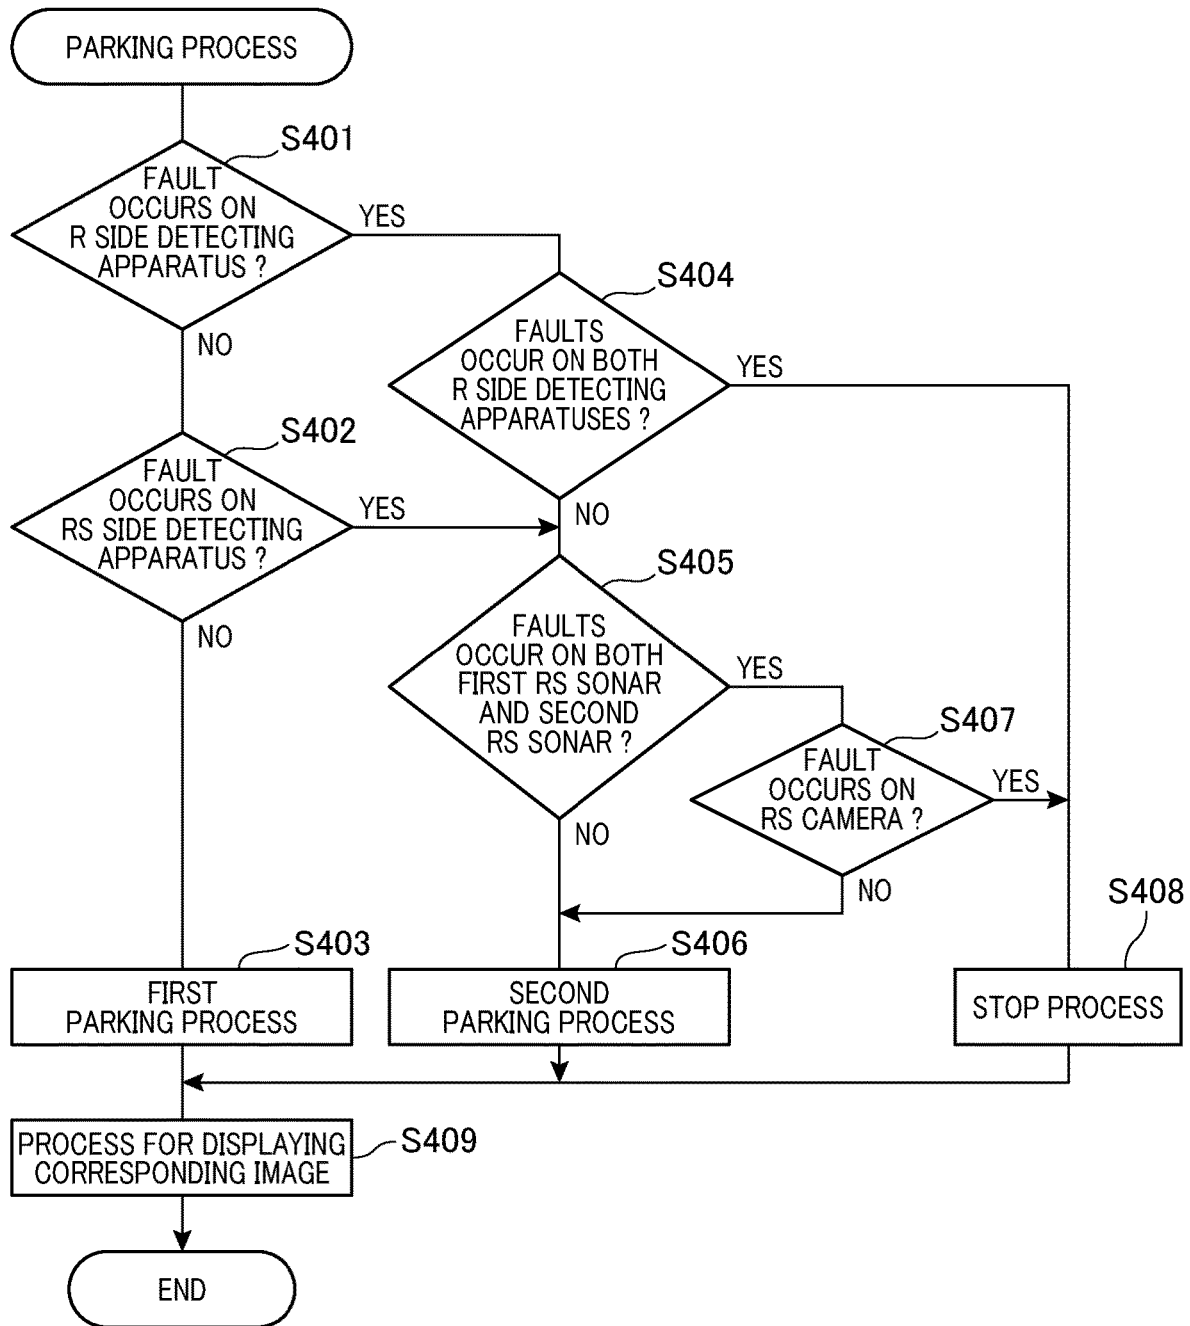 PARKING PROCESS
S401
FAULT
OCCURS ON
R SIDE DETECTING
APPARATUS ?
YES
NO
S404
FAULTS
OCCUR ON BOTH
R SIDE DETECTING
APPARATUSES ?
YES
NO
S402
FAULT
OCCURS ON
RS SIDE DETECTING
APPARATUS ?
YES
NO
S405
FAULTS
OCCUR ON BOTH
FIRST RS SONAR
AND SECOND
RS SONAR ?
YES
NO
S407
FAULT
OCCURS ON
RS CAMERA ?
YES
NO
S403
FIRST
PARKING PROCESS
S406
SECOND
PARKING PROCESS
S408
STOP PROCESS
PROCESS FOR DISPLAYING
CORRESPONDING IMAGE
S409
END